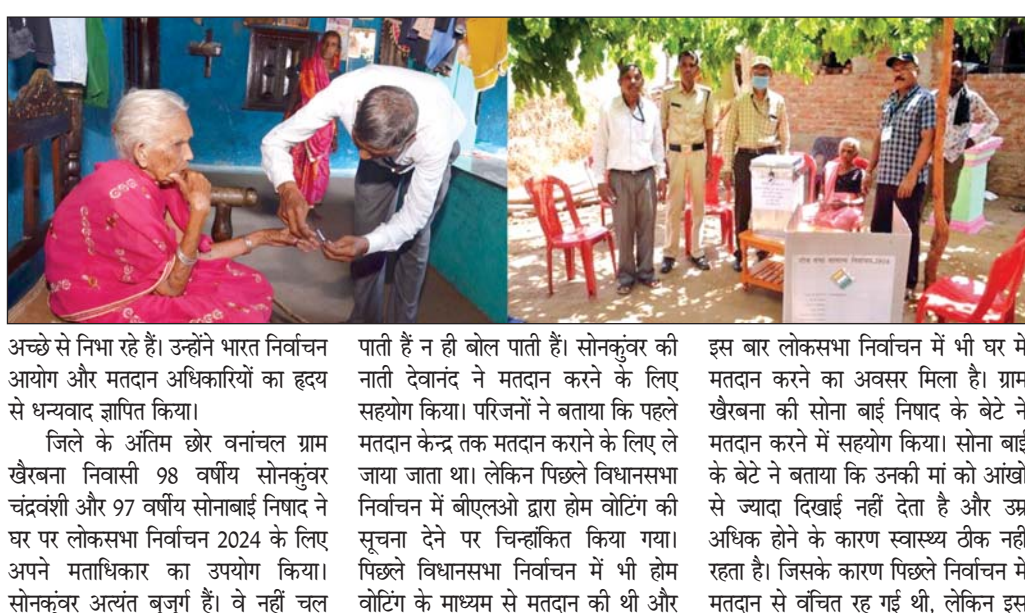 लोक सभा सामान्य निर्वाचन, 2024
अच्छे से निभा रहे हैं। उन्होंने भारत निर्वाचन
आयोग और मतदान अधिकारियों का हृदय
से धन्यवाद ज्ञापित किया।
जिले के अंतिम छोर वनांचल ग्राम
खैरबना निवासी 98 वर्षीय सोनकुंवर
चंद्रवंशी और 97 वर्षीय सोनाबाई निषाद ने
घर पर लोकसभा निर्वाचन 2024 के लिए
अपने मताधिकार का उपयोग किया।
सोनकुंवर अत्यंत बुजुर्ग हैं। वे नहीं चल
पाती हैं न ही बोल पाती हैं। सोनकुंवर की
नाती देवानंद ने मतदान करने के लिए
सहयोग किया। परिजनों ने बताया कि पहले
मतदान केन्द्र तक मतदान कराने के लिए ले
जाया जाता था। लेकिन पिछले विधानसभा
निर्वाचन में बीएलओ द्वारा होम वोटिंग की
सूचना देने पर चिन्हांकित किया गया।
पिछले विधानसभा निर्वाचन में भी होम
वोटिंग के माध्यम से मतदान की थी और
इस बार लोकसभा निर्वाचन में भी घर में
मतदान करने का अवसर मिला है। ग्राम
खैरबना की सोना बाई निषाद के बेटे ने
मतदान करने में सहयोग किया। सोना बाई
के बेटे ने बताया कि उनकी मां को आंखों
से ज्यादा दिखाई नहीं देता है और उम्र
अधिक होने के कारण स्वास्थ्य ठीक नहीं
रहता है। जिसके कारण पिछले निर्वाचन में
मतदान से वंचित रह गई थी, लेकिन इस